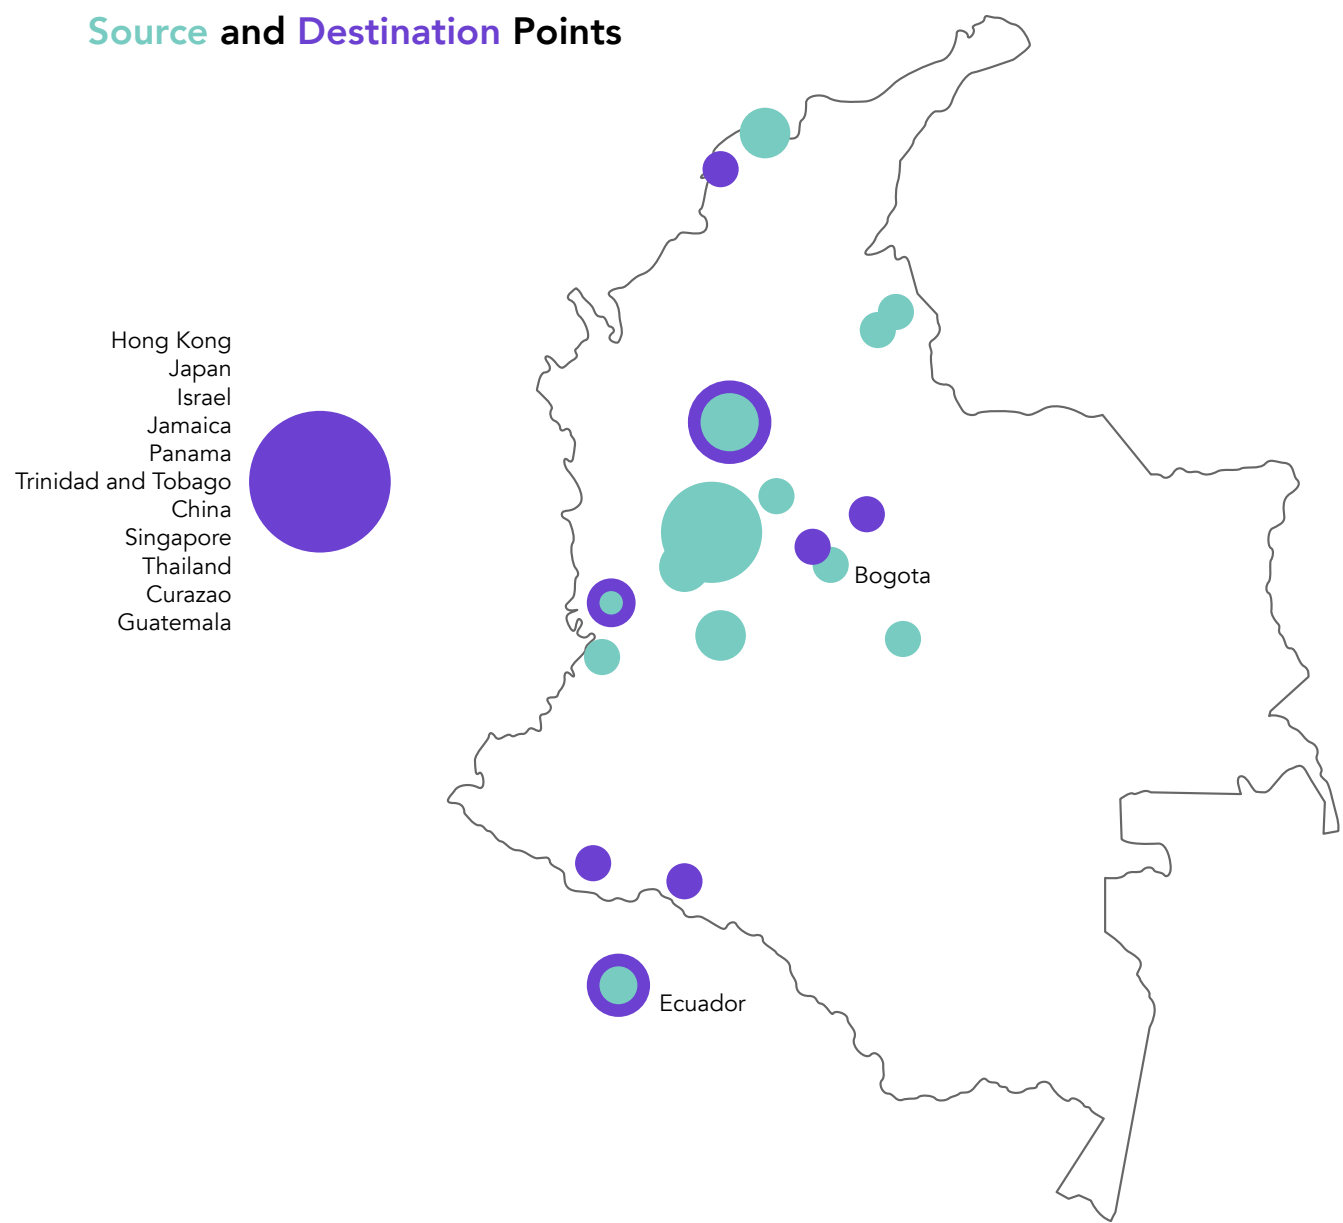 Source and Destination Points
Hong Kong
Japan
Israel
Jamaica
Panama
Trinidad and Tobago
China
Singapore
Thailand
Curazao
Guatemala
Bogota
Ecuador